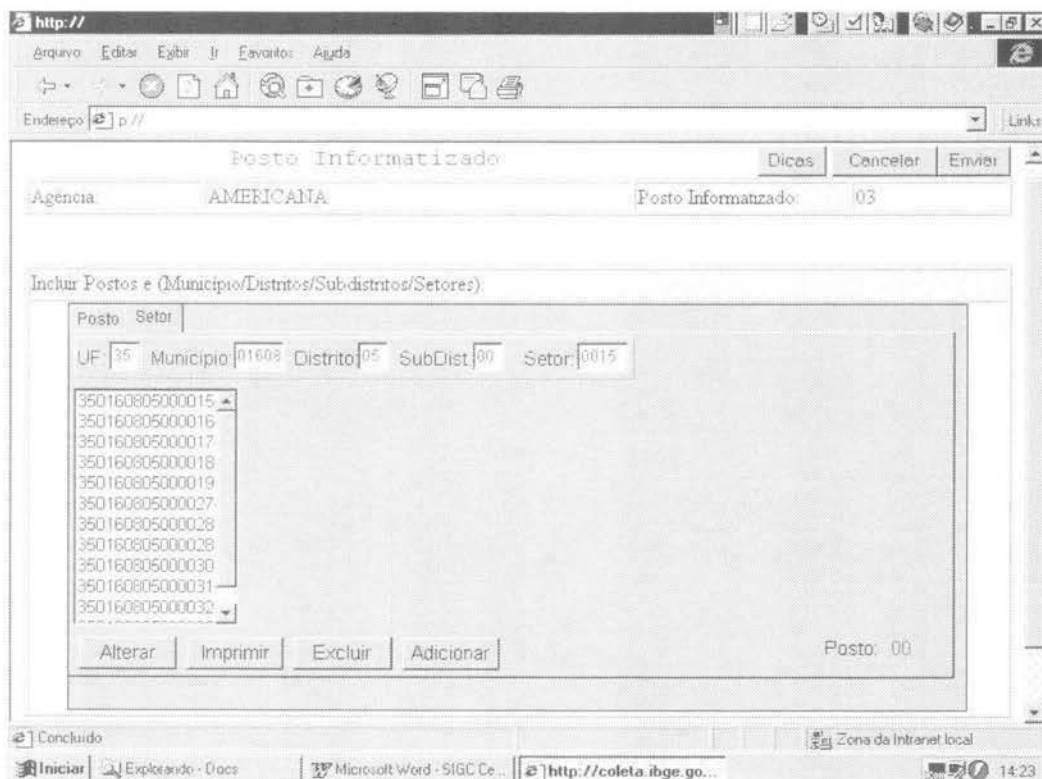 http://
Arquivo Editar Exibir Ir Favoritos Ajuda
Endereço p // Links
Posto Informatizado Dicas Cancelar Enviar
Agencia: AMERICANA Posto Informatizado: 03
Incluir Postos e (Município/Distritos/Subdistritos/Setores)
Posto Setor
UF: 35 Município 01608 Distrito 05 SubDist 00 Setor: 0015
350160805000015
350160805000016
350160805000017
350160805000018
350160805000019
350160805000027
350160805000028
350160805000028
350160805000030
350160805000031
350160805000032
Alterar Imprimir Excluir Adicionar Posto: 00
Concluído Zona da Intranet local
Iniciar Explorando - Docs Microsoft Word - SIGC Ce... http://coleta.ibge.go... 14:23